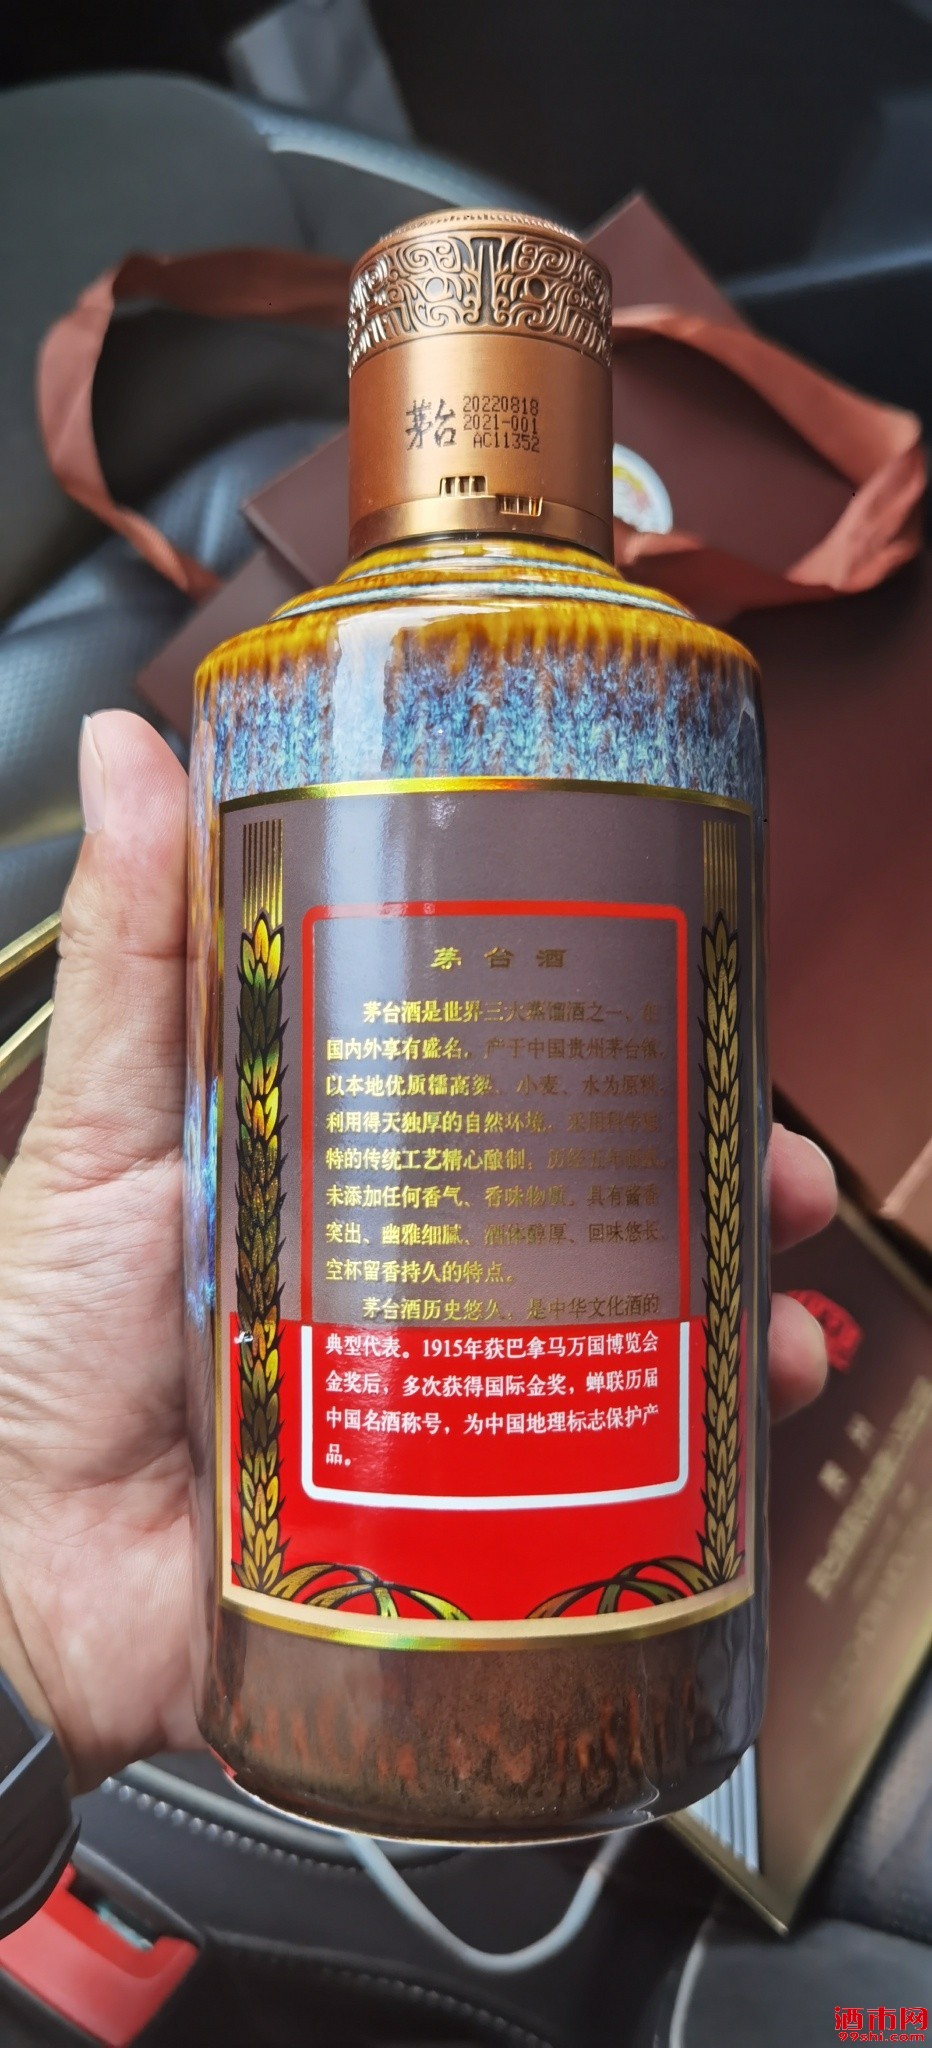 茅台
20220818
2021-001
AC11352
茅台酒
茅台酒是世界三大蒸馏酒之一，在
国内外享有盛名，产于中国贵州茅台镇，
以本地优质糯高粱、小麦、水为原料，
利用得天独厚的自然环境，采用科学独
特的传统工艺精心酿制，历经五年
未添加任何香气、香味物质，具有酱香
突出、幽雅细腻、酒体醇厚、回味悠长、
空杯留香持久的特点。
茅台酒历史悠久，是中华文化酒的
典型代表。1915年获巴拿马万国博览会
金奖后，多次获得国际金奖，蝉联历届
中国名酒称号，为中国地理标志保护产
品。
酒市网
99shi.com